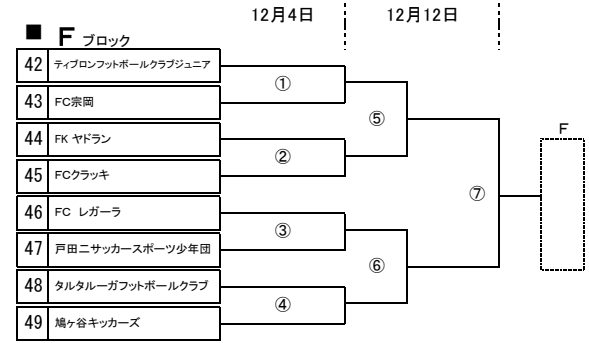 12月4日 12月12日
■ F ブロック
42 ティブロンフットボールクラブジュニア
①
43 FC宗岡
⑤
44 FK ヤドラン
②
45 FCクラッキ
F
⑦
46 FC レガーラ
③
47 戸田二サッカースポーツ少年団
⑥
48 タルタルーガフットボールクラブ
④
49 鳩ヶ谷キッカーズ